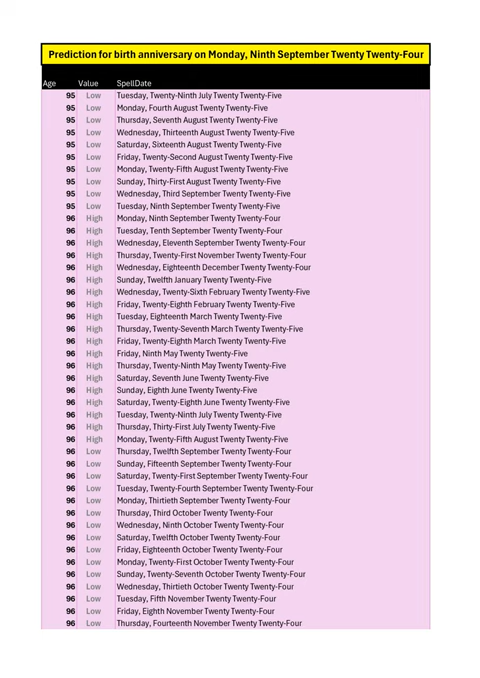 Prediction for birth anniversary on Monday, Ninth September Twenty Twenty-Four
Age Value SpellDate
95 Low Tuesday, Twenty-Ninth July Twenty Twenty-Five
95 Low Monday, Fourth August Twenty Twenty-Five
95 Low Thursday, Seventh August Twenty Twenty-Five
95 Low Wednesday, Thirteenth August Twenty Twenty-Five
95 Low Saturday, Sixteenth August Twenty Twenty-Five
95 Low Friday, Twenty-Second August Twenty Twenty-Five
95 Low Monday, Twenty-Fifth August Twenty Twenty-Five
95 Low Sunday, Thirty-First August Twenty Twenty-Five
95 Low Wednesday, Third September Twenty Twenty-Five
95 Low Tuesday, Ninth September Twenty Twenty-Five
96 High Monday, Ninth September Twenty Twenty-Four
96 High Tuesday, Tenth September Twenty Twenty-Four
96 High Wednesday, Eleventh September Twenty Twenty-Four
96 High Thursday, Twenty-First November Twenty Twenty-Four
96 High Wednesday, Eighteenth December Twenty Twenty-Four
96 High Sunday, Twelfth January Twenty Twenty-Five
96 High Wednesday, Twenty-Sixth February Twenty Twenty-Five
96 High Friday, Twenty-Eighth February Twenty Twenty-Five
96 High Tuesday, Eighteenth March Twenty Twenty-Five
96 High Thursday, Twenty-Seventh March Twenty Twenty-Five
96 High Friday, Twenty-Eighth March Twenty Twenty-Five
96 High Friday, Ninth May Twenty Twenty-Five
96 High Thursday, Twenty-Ninth May Twenty Twenty-Five
96 High Saturday, Seventh June Twenty Twenty-Five
96 High Sunday, Eighth June Twenty Twenty-Five
96 High Saturday, Twenty-Eighth June Twenty Twenty-Five
96 High Tuesday, Twenty-Ninth July Twenty Twenty-Five
96 High Thursday, Thirty-First July Twenty Twenty-Five
96 High Monday, Twenty-Fifth August Twenty Twenty-Five
96 Low Thursday, Twelfth September Twenty Twenty-Four
96 Low Sunday, Fifteenth September Twenty Twenty-Four
96 Low Saturday, Twenty-First September Twenty Twenty-Four
96 Low Tuesday, Twenty-Fourth September Twenty Twenty-Four
96 Low Monday, Thirtieth September Twenty Twenty-Four
96 Low Thursday, Third October Twenty Twenty-Four
96 Low Wednesday, Ninth October Twenty Twenty-Four
96 Low Saturday, Twelfth October Twenty Twenty-Four
96 Low Friday, Eighteenth October Twenty Twenty-Four
96 Low Monday, Twenty-First October Twenty Twenty-Four
96 Low Sunday, Twenty-Seventh October Twenty Twenty-Four
96 Low Wednesday, Thirtieth October Twenty Twenty-Four
96 Low Tuesday, Fifth November Twenty Twenty-Four
96 Low Friday, Eighth November Twenty Twenty-Four
96 Low Thursday, Fourteenth November Twenty Twenty-Four